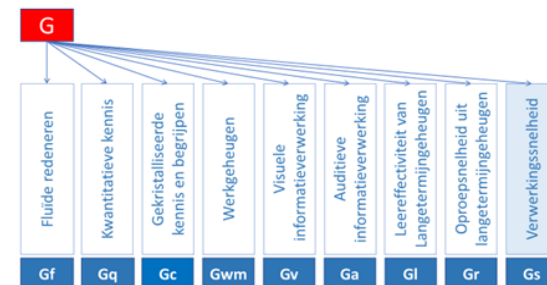 G
Fluïde redeneren
Kwantitatieve kennis
Gekristalliseerde
kennis en begrijpen
Werkgeheugen
Visuele
informatieverwerking
Auditieve
informatieverwerking
Leereffectiviteit van
Langetermijngeheugen
Oproepsnelheid uit
langetermijngeheugen
Verwerkingssnelheid
Gf
Gq
Gc
Gwm
Gv
Ga
Gl
Gr
Gs